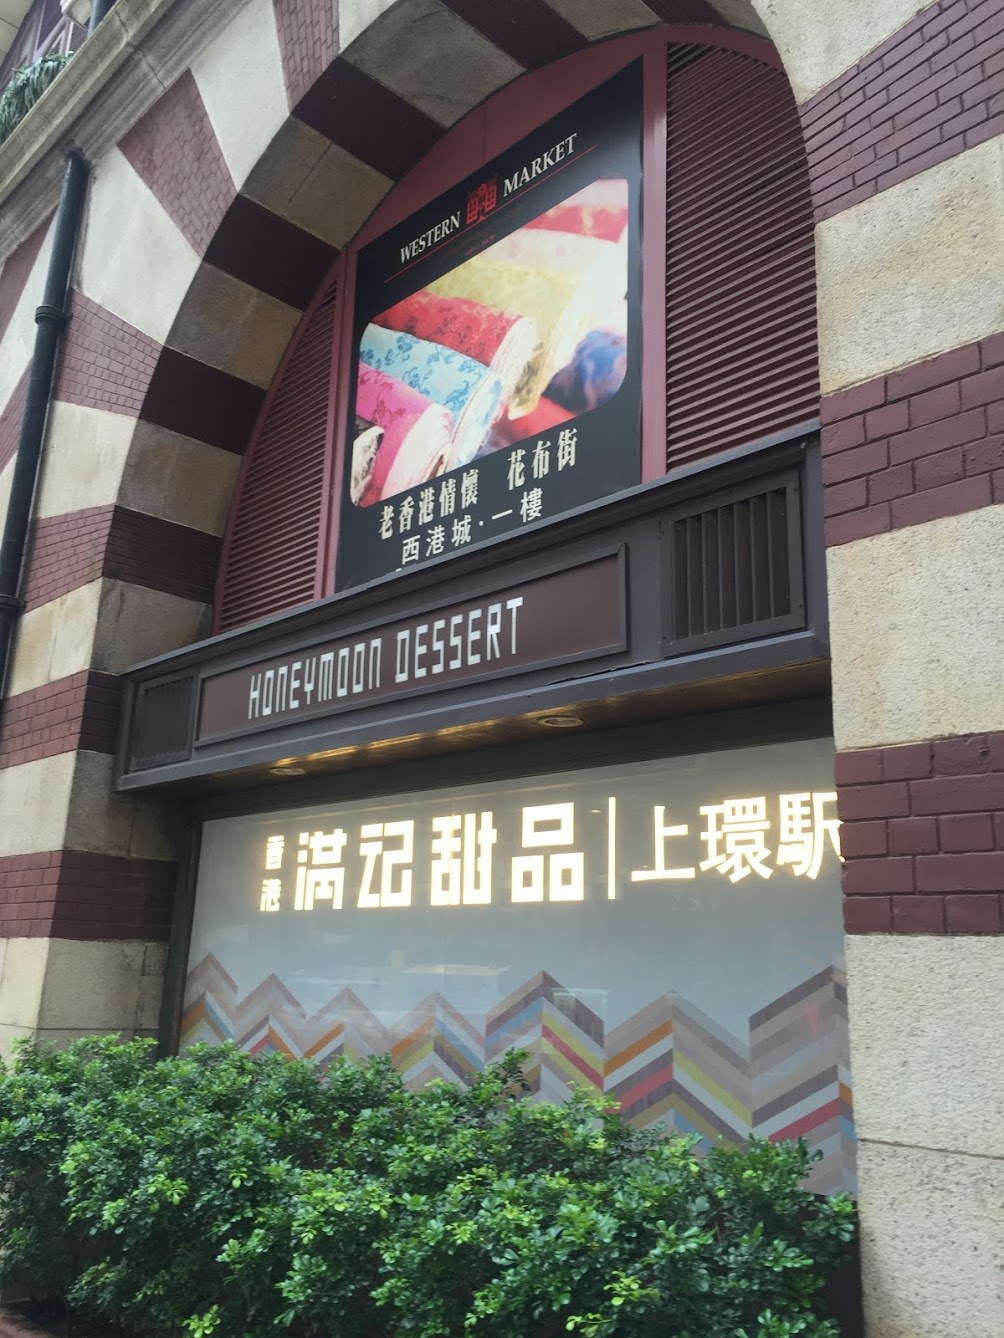 WESTERN MARKET
老香港情懷 花布街
西港城·一樓
HONEYMOON DESSERT
香港 滿記甜品 | 上環駅